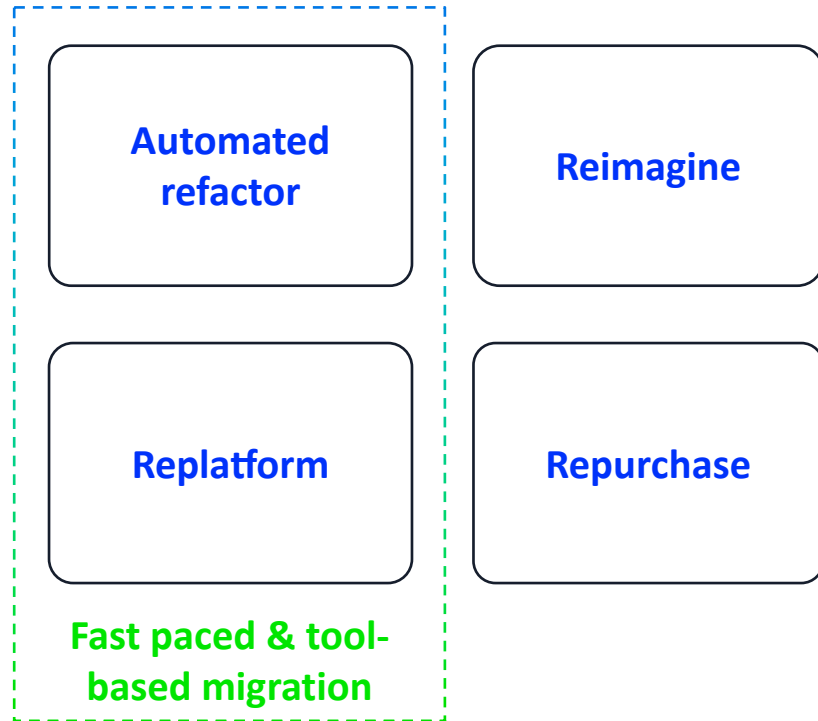 Automated
refactor
Reimagine
Replatform
Repurchase
Fast paced & tool-
based migration